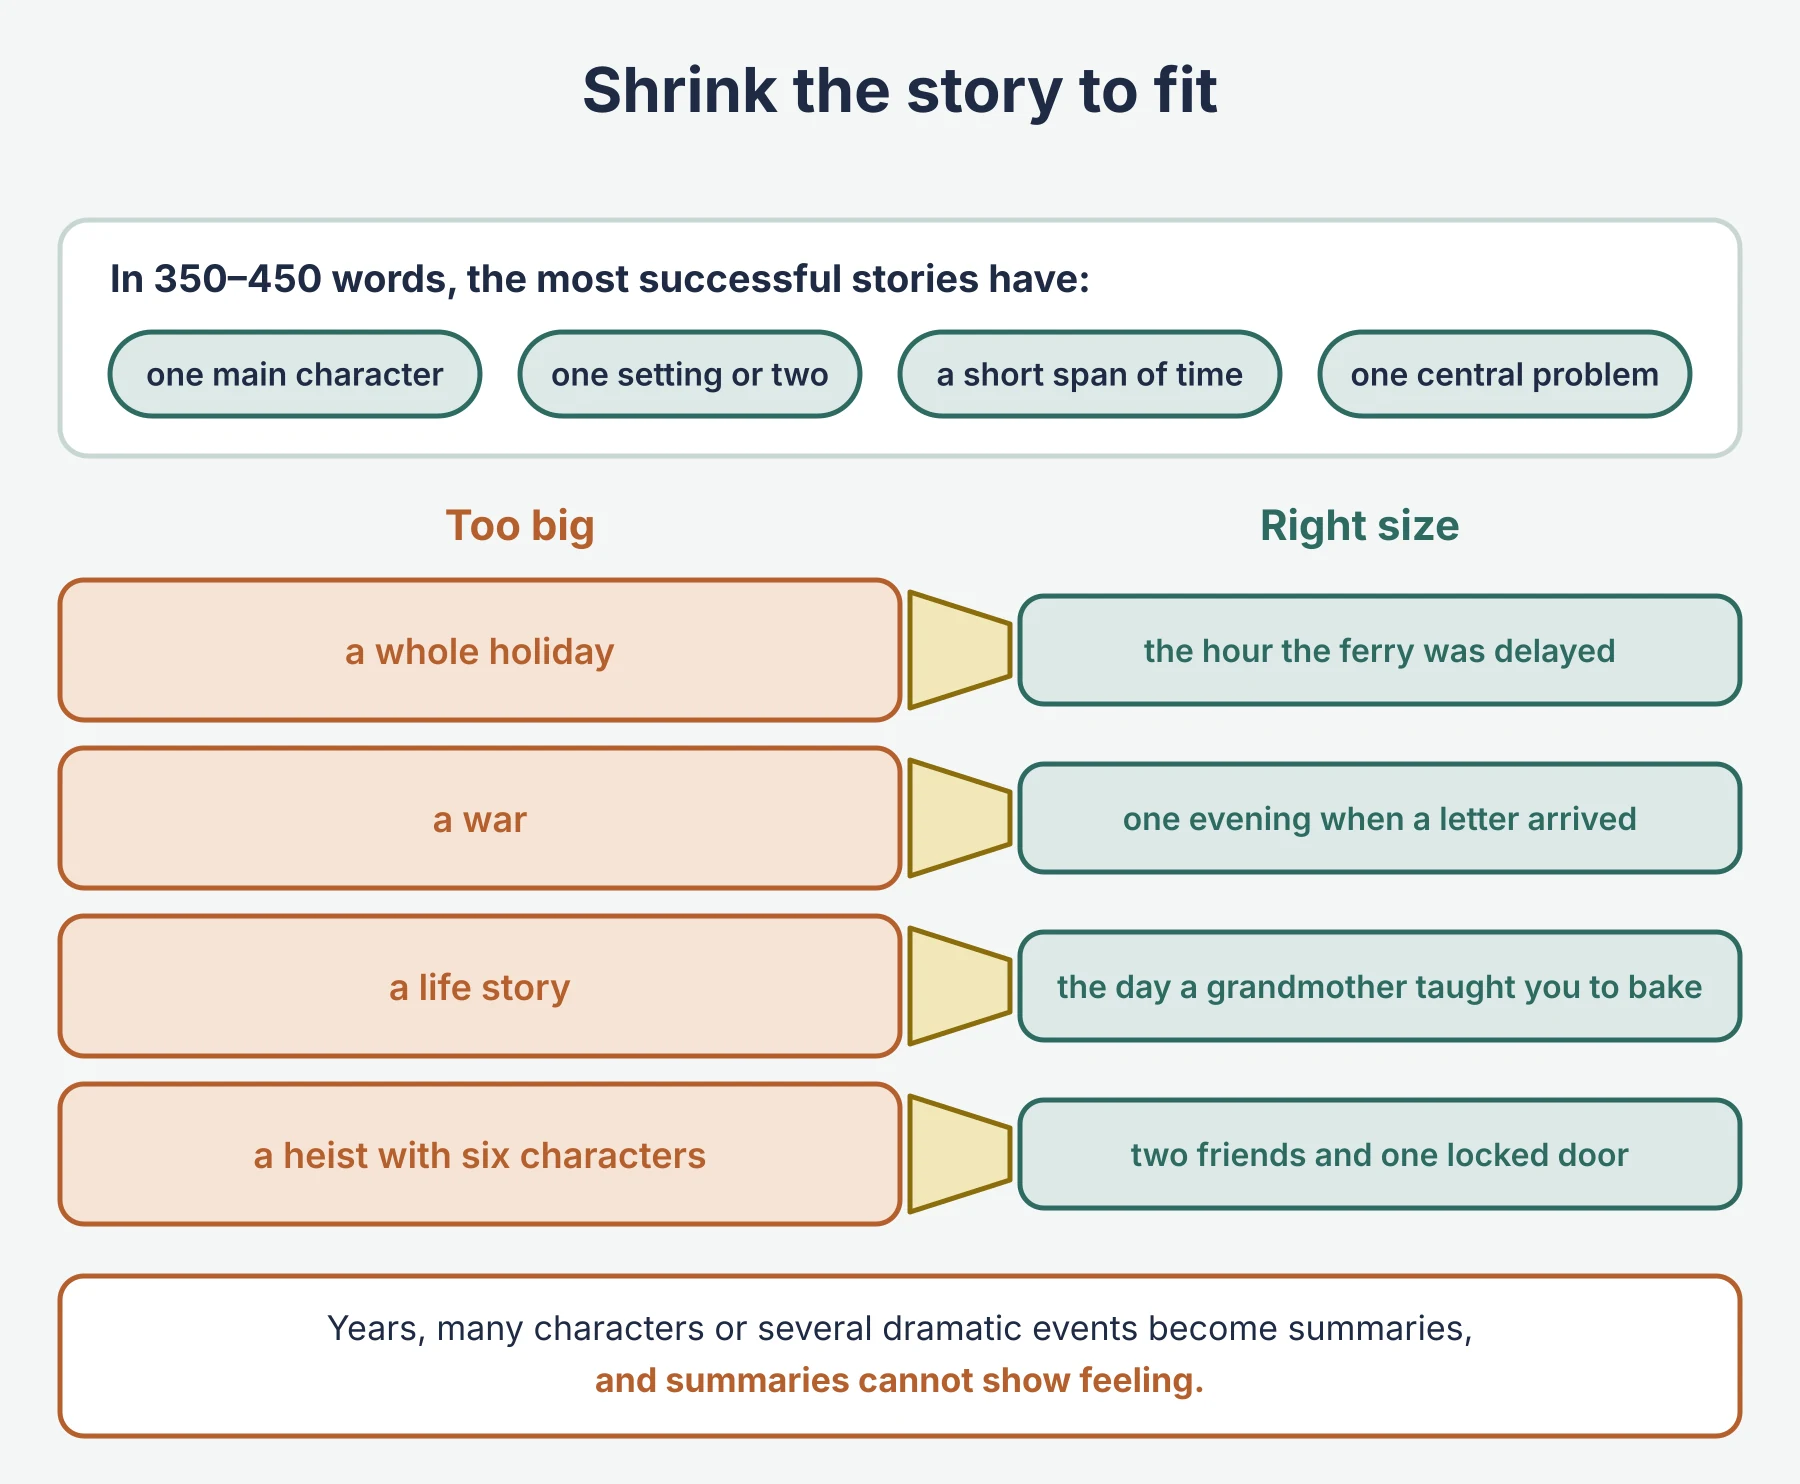 Shrink the story to fit
In 350–450 words, the most successful stories have:
one main character
one setting or two
a short span of time
one central problem
Too big
Right size
a whole holiday
the hour the ferry was delayed
a war
one evening when a letter arrived
a life story
the day a grandmother taught you to bake
a heist with six characters
two friends and one locked door
Years, many characters or several dramatic events become summaries,
and summaries cannot show feeling.